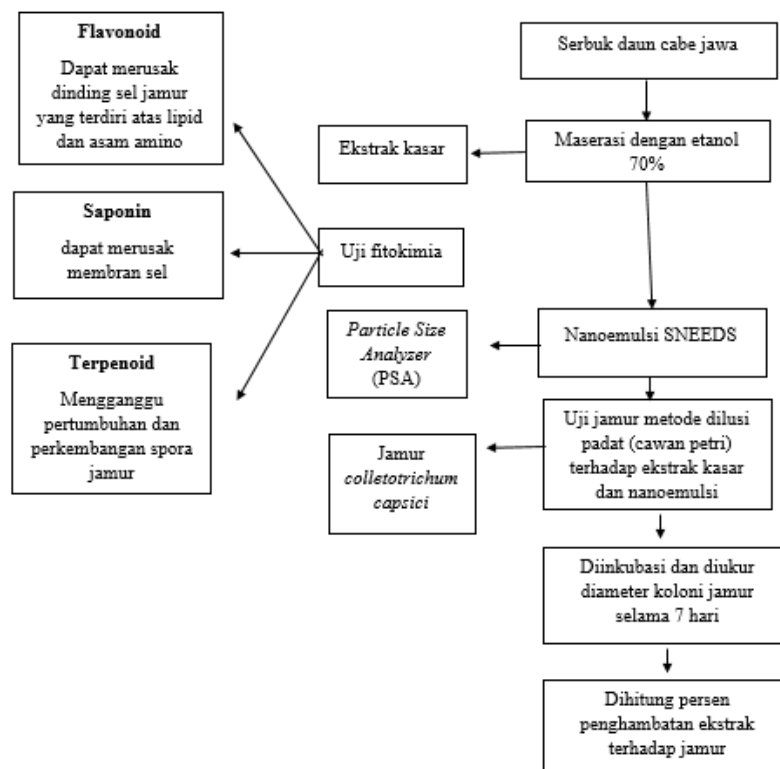 Flavonoid
Dapat merusak
dinding sel jamur
yang terdiri atas lipid
dan asam amino
Saponin
dapat merusak
membran sel
Terpenoid
Mengganggu
pertumbuhan dan
perkembangan spora
jamur
Ekstrak kasar
Uji fitokimia
Particle Size
Analyzer
(PSA)
Jamur
colletotrichum
capsici
Serbuk daun cabe jawa
Maserasi dengan etanol
70%
Nanoemulsi SNEEDS
Uji jamur metode dilusi
padat (cawan petri)
terhadap ekstrak kasar
dan nanoemulsi
Diinkubasi dan diukur
diameter koloni jamur
selama 7 hari
Dihitung persen
penghambatan ekstrak
terhadap jamur